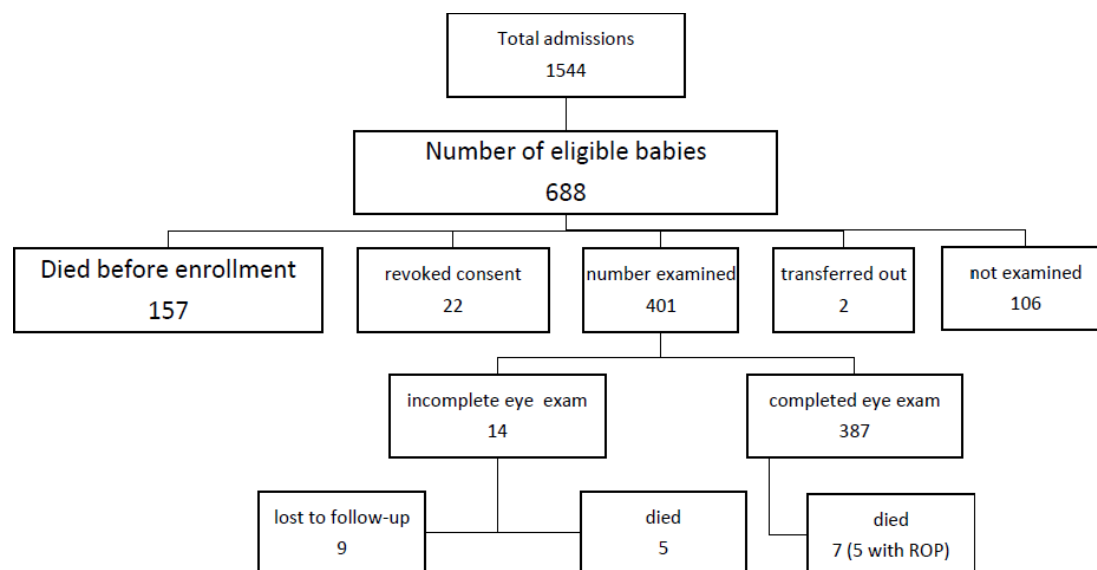 Total admissions
1544
Number of eligible babies
688
Died before enrollment
157
revoked consent
22
number examined
401
transferred out
2
not examined
106
incomplete eye exam
14
completed eye exam
387
lost to follow-up
9
died
5
died
7 (5 with ROP)